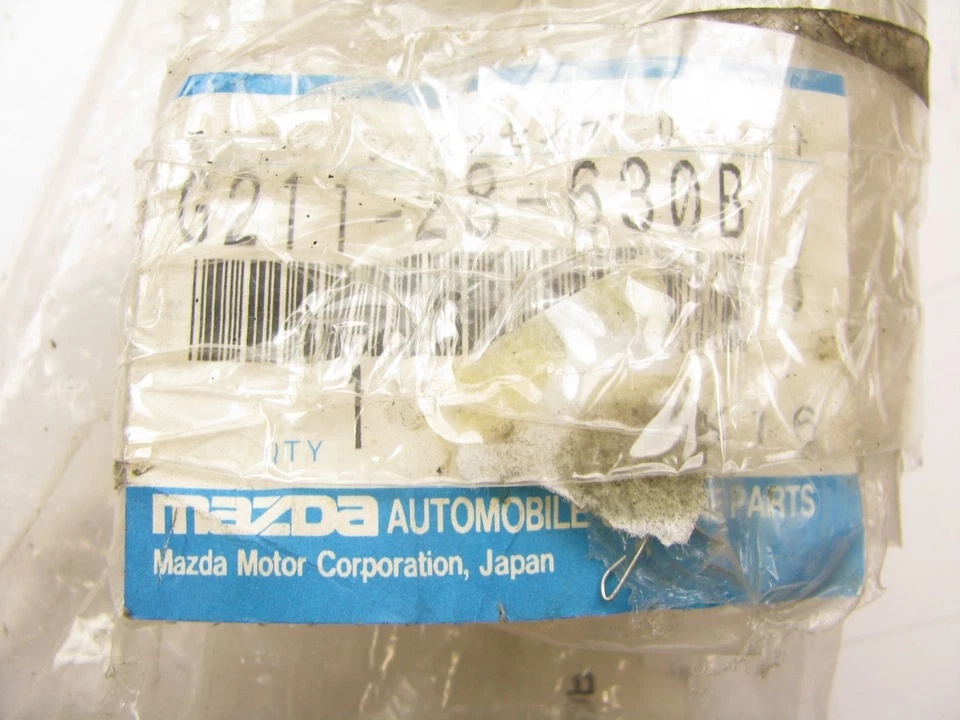 G211-28-630B
1
QTY
mazda AUTOMOBILE PARTS
Mazda Motor Corporation, Japan